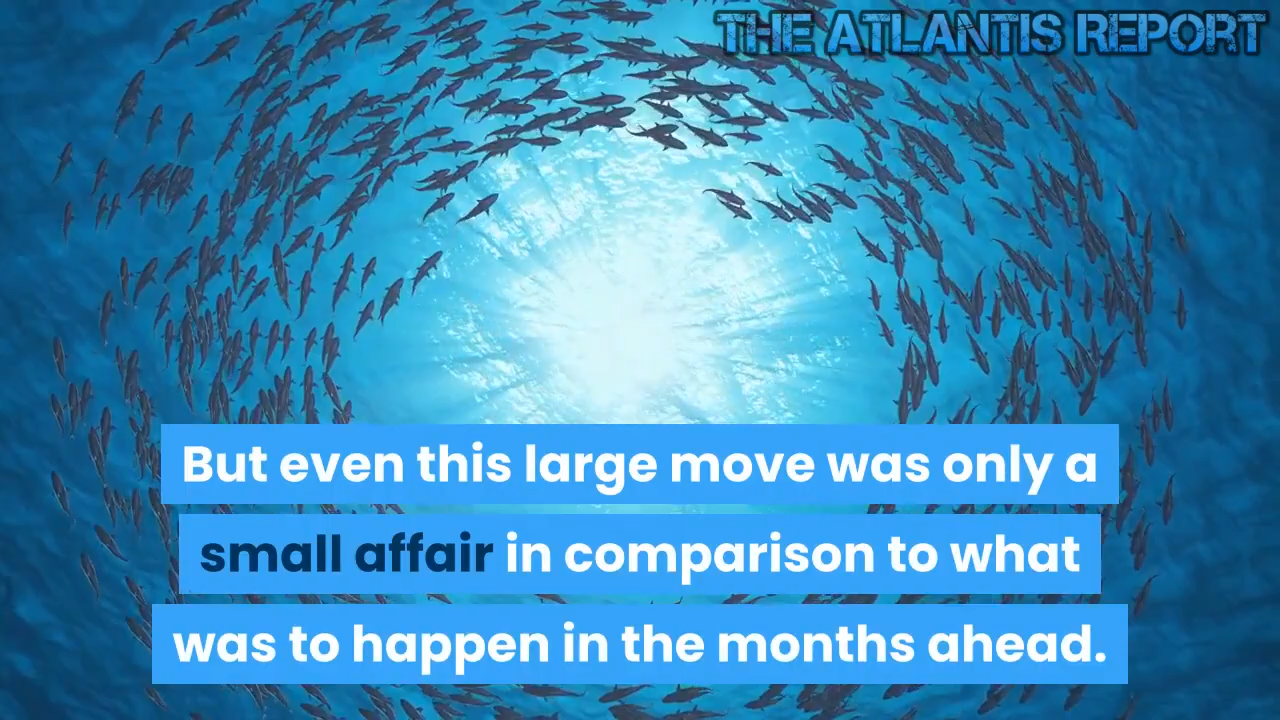 THE ATLANTIS REPORT
But even this large move was only a
small affair in comparison to what
was to happen in the months ahead.